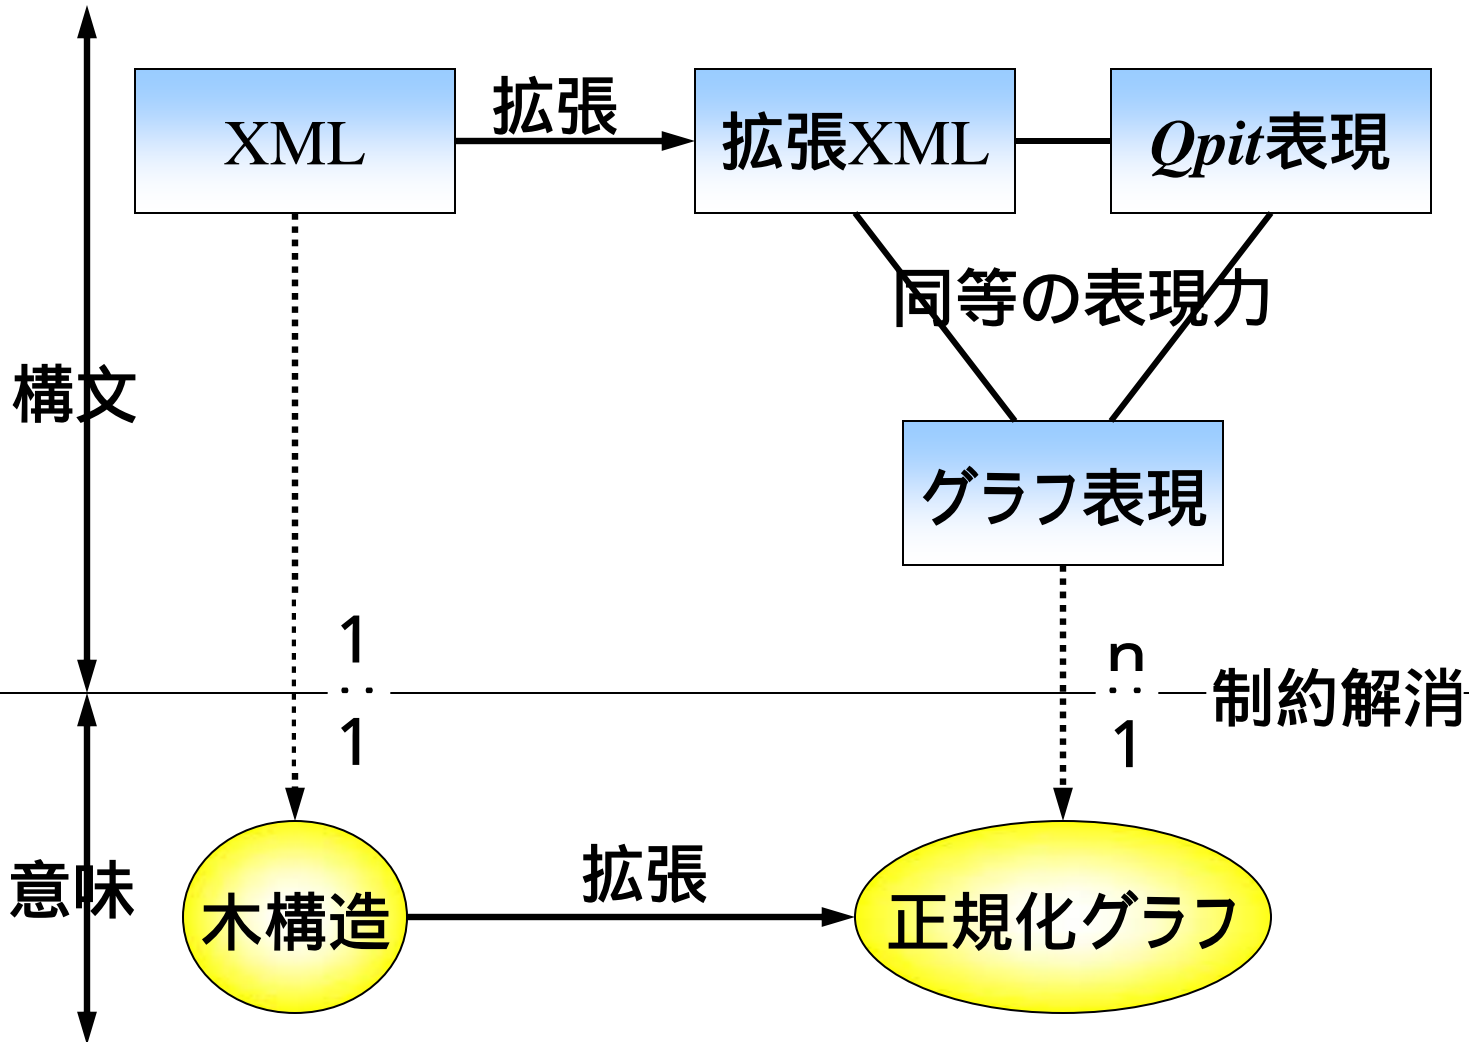 XML
拡張
拡張XML
Qpit表現
同等の表現力
構文
グラフ表現
1:1
n:1
制約解消
意味
木構造
拡張
正規化グラフ